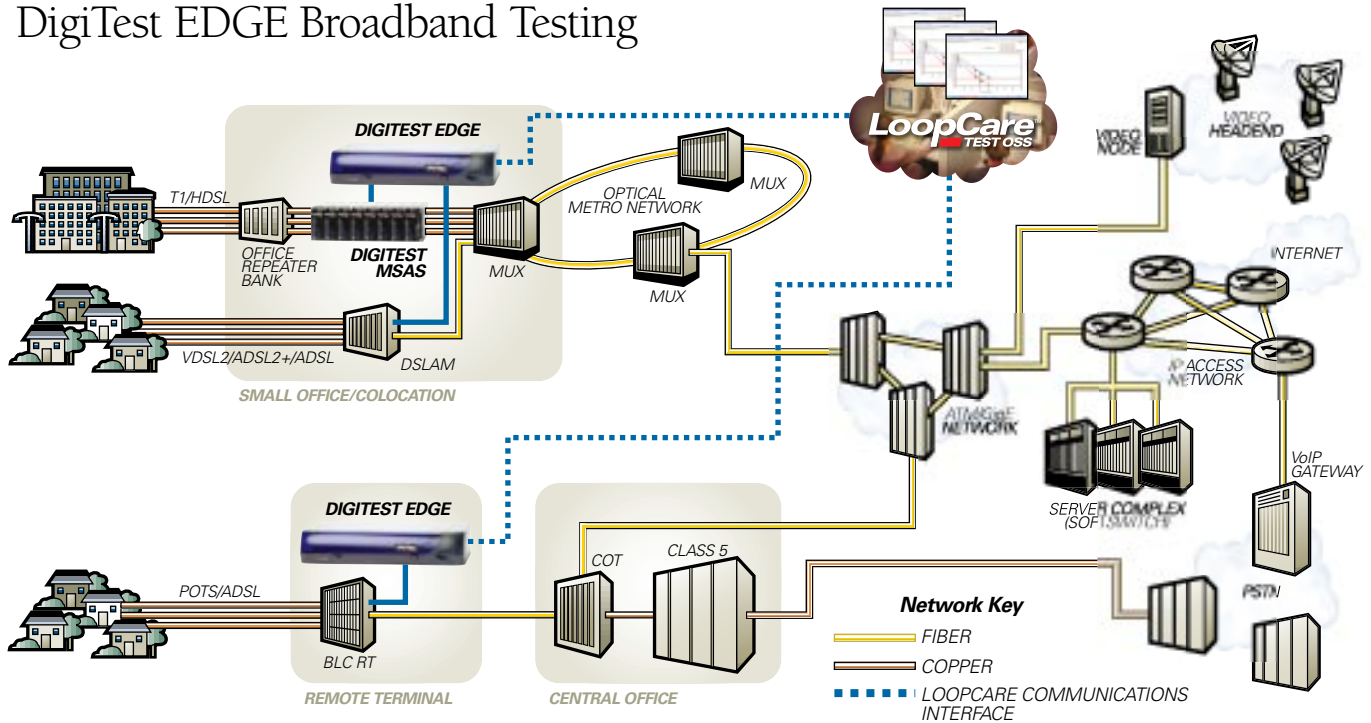 DigiTest EDGE Broadband Testing
LoopCare™
TEST OSS
DIGITEST EDGE
T1/HDSL
OFFICE
REPEATER
BANK
DIGITEST
MSAS
MUX
OPTICAL
METRO NETWORK
MUX
MUX
VIDEO
NODE
VIDEO
HEADEND
INTERNET
VDSL2/ADSL2+/ADSL
DSLAM
SMALL OFFICE/COLOCATION
IP ACCESS
NETWORK
ATM/GigE
NETWORK
SERVER COMPLEX
(SOFTSWITCH)
VoIP
GATEWAY
DIGITEST EDGE
POTS/ADSL
BLC RT
REMOTE TERMINAL
COT
CLASS 5
CENTRAL OFFICE
PSTN
Network Key
FIBER
COPPER
LOOPCARE COMMUNICATIONS
INTERFACE